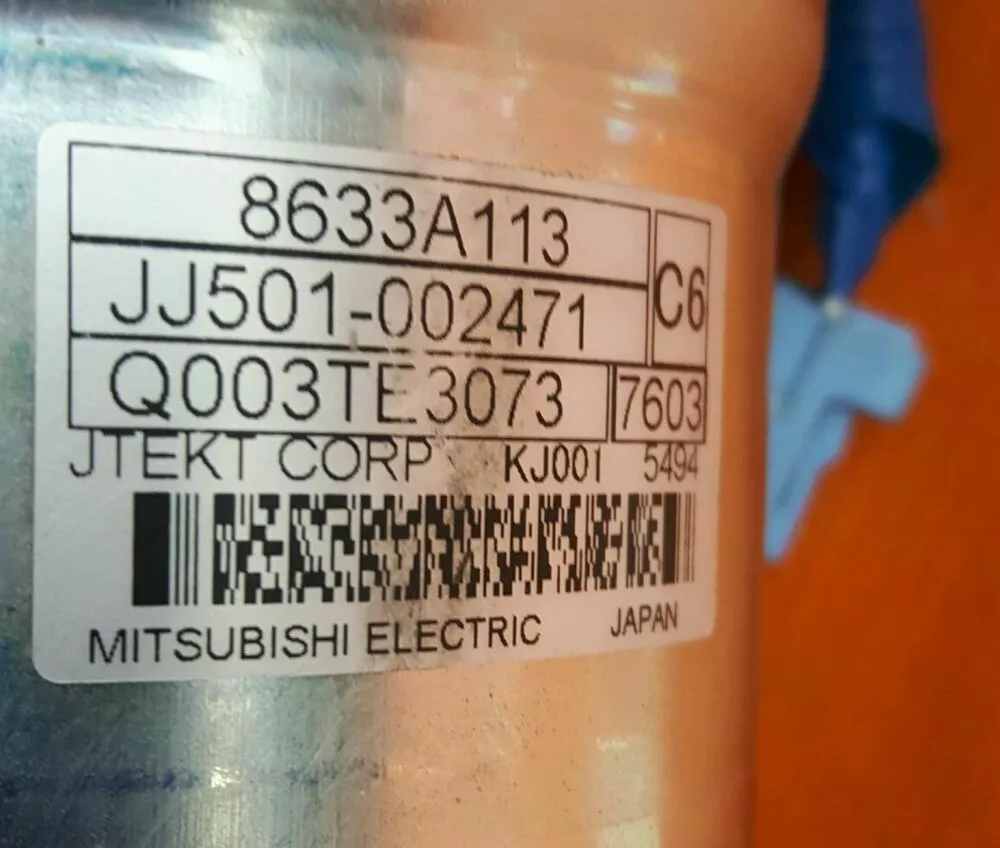 8633A113
JJ501-002471
C6
Q003TE3073
7603
JTEKT CORP KJ001 5494
MITSUBISHI ELECTRIC JAPAN